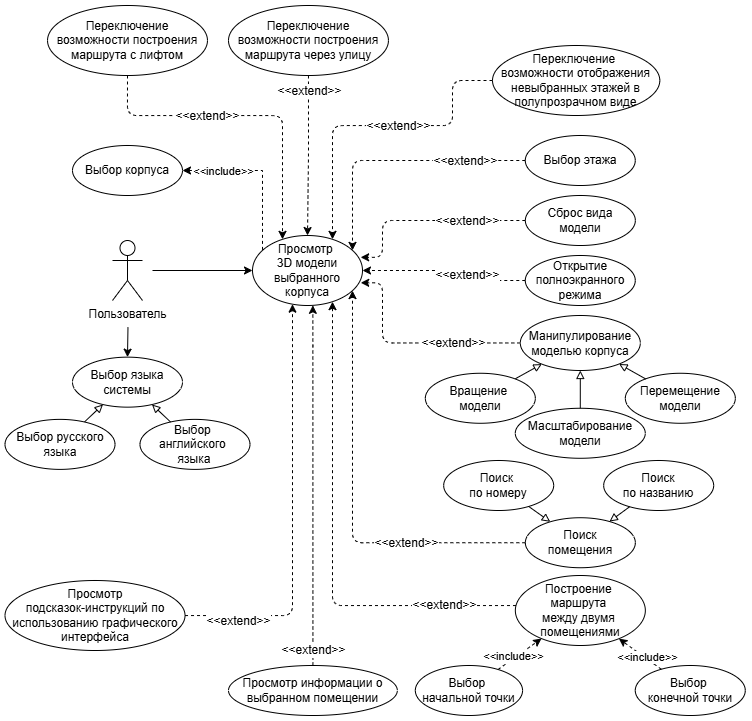 Переключение
возможности построения
маршрута с лифтом
Переключение
возможности построения
маршрута через улицу
Переключение
возможности отображения
невыбранных этажей в
полупрозрачном виде
<<extend>>
<<extend>>
<<extend>>
Выбор корпуса
<<include>>
<<extend>>
Выбор этажа
<<extend>>
Сброс вида
модели
Просмотр
3D модели
выбранного
корпуса
<<extend>>
Открытие
полноэкранного
режима
Пользователь
<<extend>>
Манипулирование
моделью корпуса
Вращение
модели
Масштабирование
модели
Перемещение
модели
Выбор языка
системы
Выбор русского
языка
Выбор
английского
языка
Поиск
по номеру
Поиск
по названию
<<extend>>
Поиск
помещения
Просмотр
подсказок-инструкций по
использованию графического
интерфейса
<<extend>>
<<extend>>
Построение
маршрута
между двумя
помещениями
<<extend>>
<<include>>
<<include>>
Просмотр информации о
выбранном помещении
Выбор
начальной точки
Выбор
конечной точки